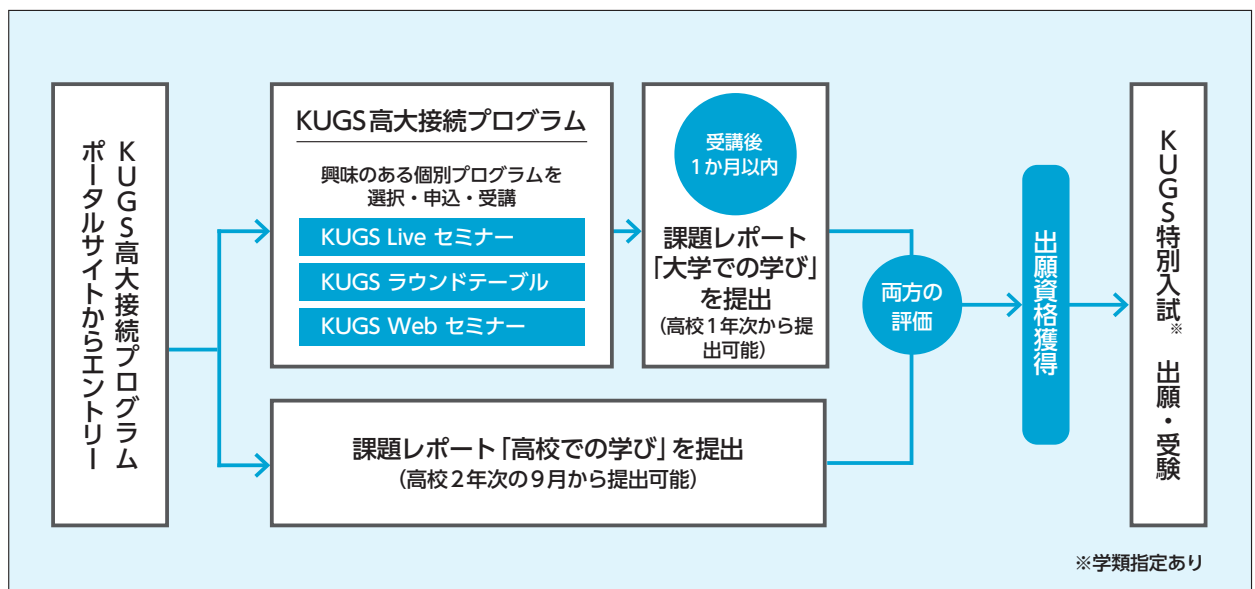 KUGS高大接続プログラム
ポータルサイトからエントリー
KUGS高大接続プログラム
興味のある個別プログラムを
選択・申込・受講
KUGS Live セミナー
KUGS ラウンドテーブル
KUGS Web セミナー
受講後
1か月以内
課題レポート
「大学での学び」
を提出
(高校1年次から提
出可能)
課題レポート「高校での学び」を提出
(高校2年次の9月から提出可能)
両方の
評価
出願資格獲得
KUGS特別入試※ 出願・受験
※学類指定あり